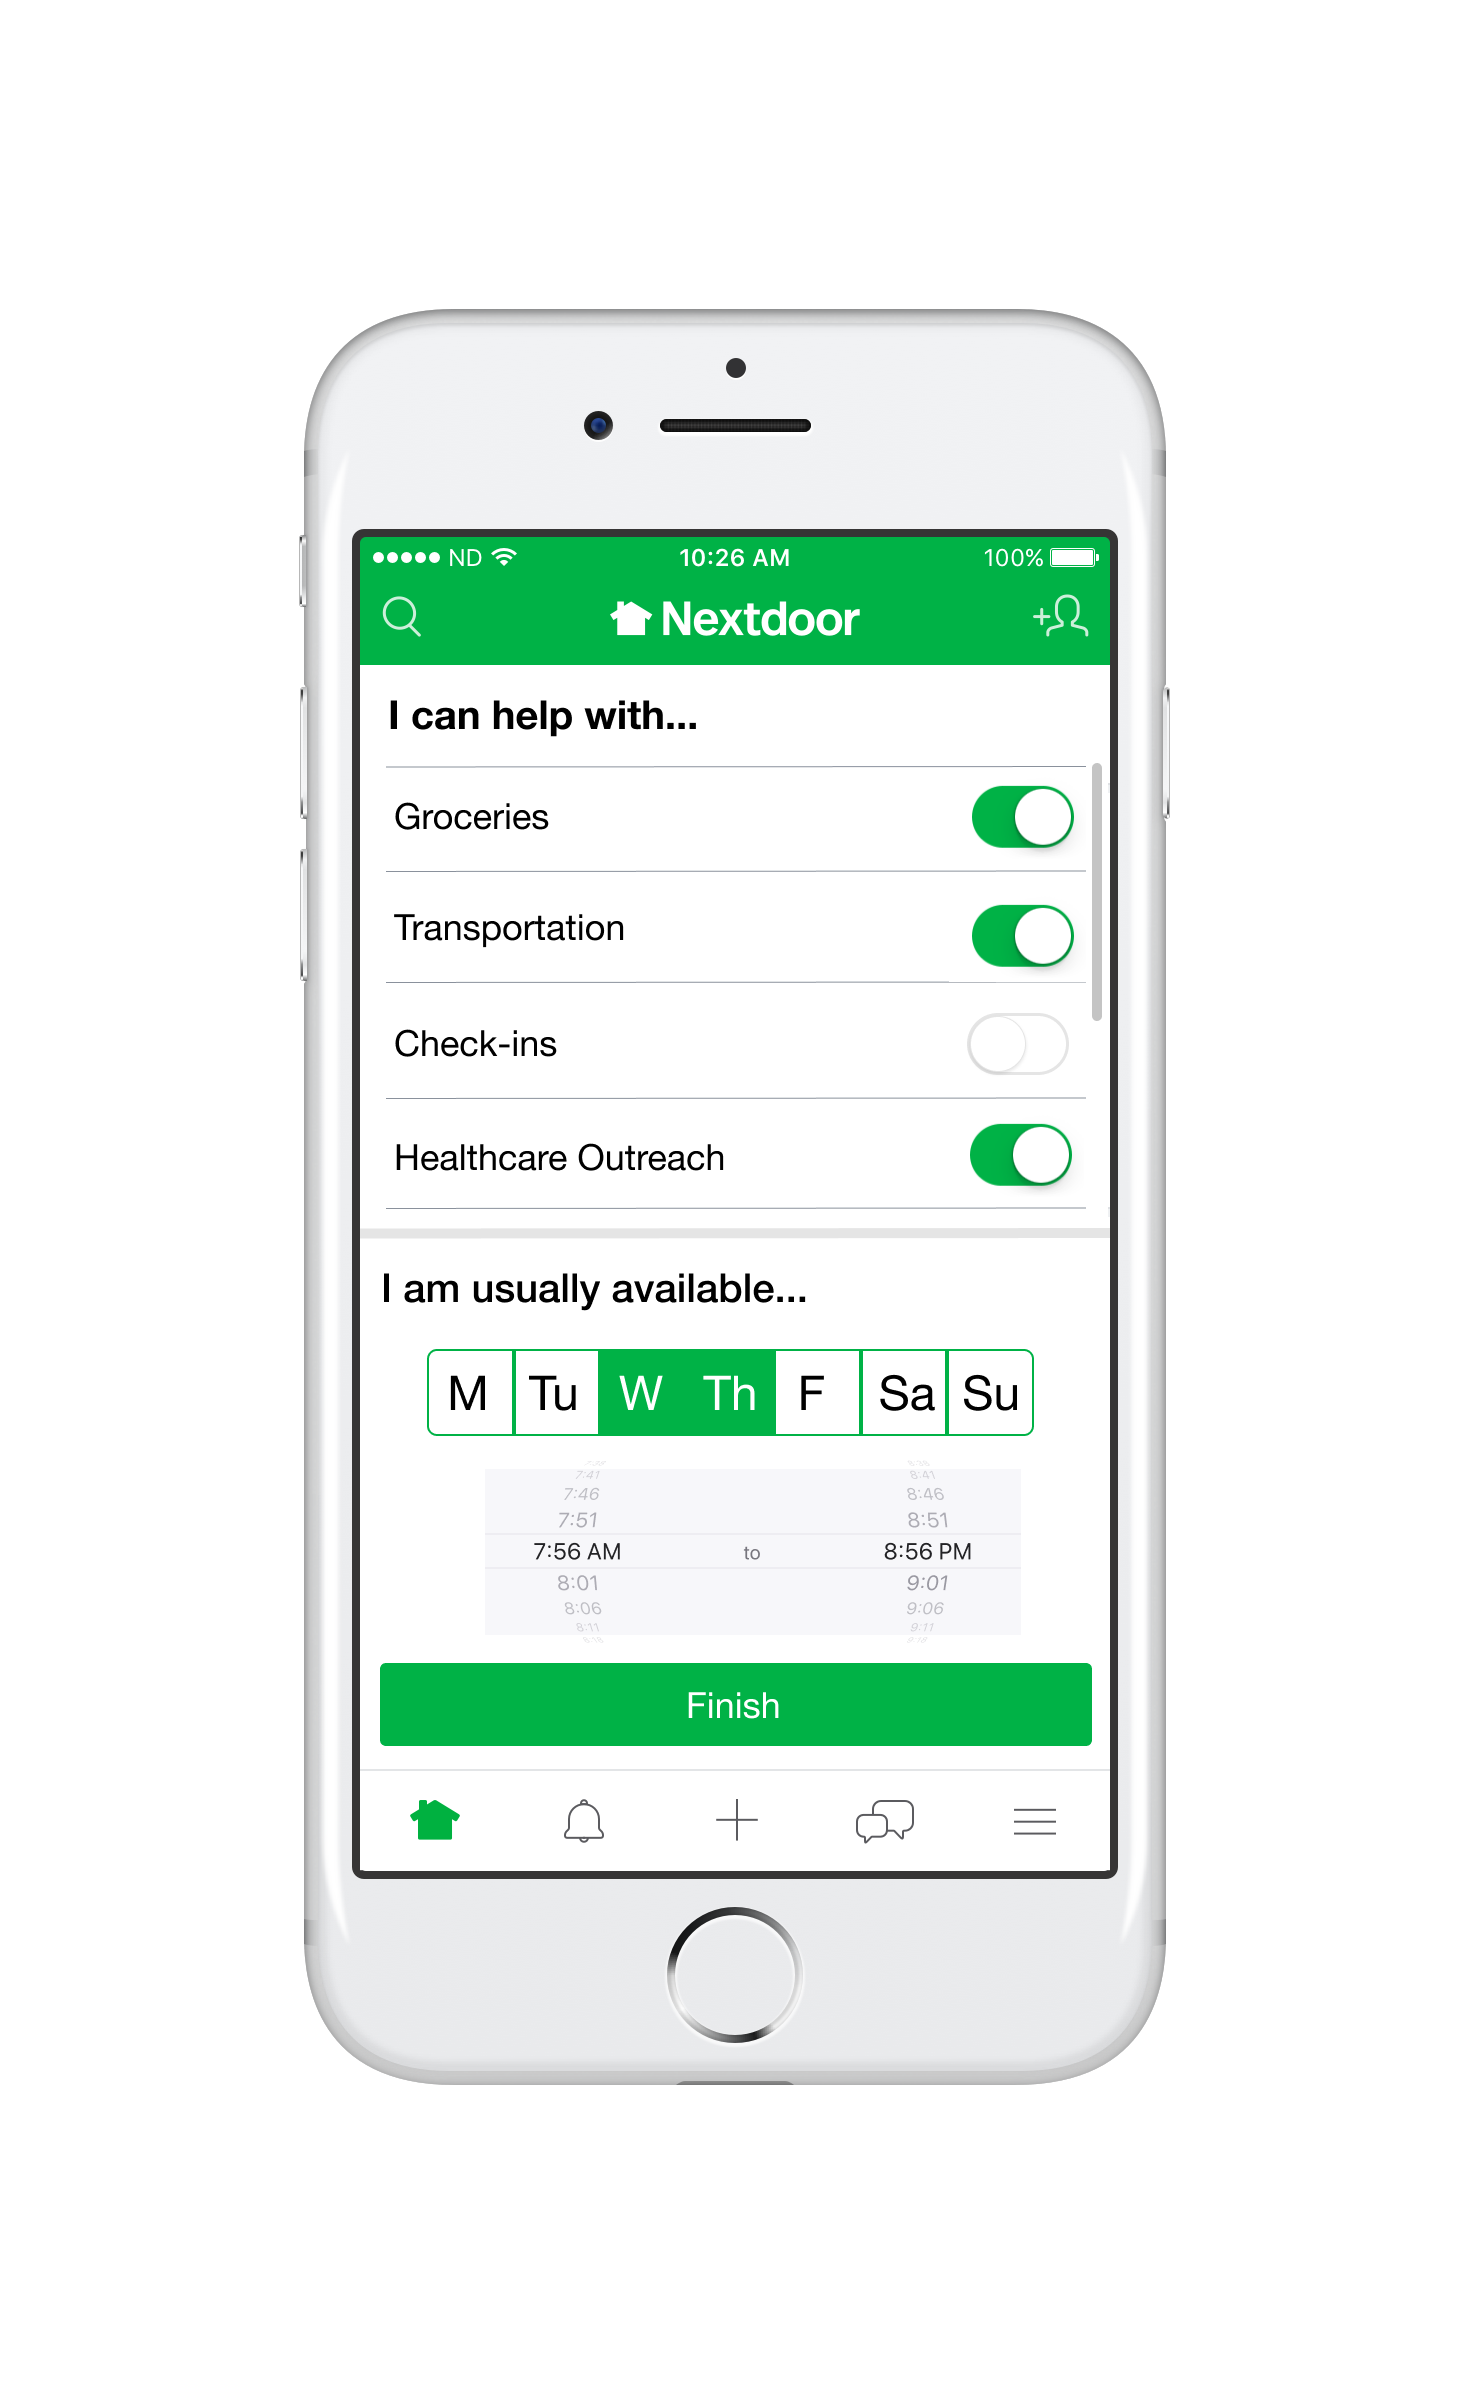 ND 10:26 AM 100%
Nextdoor
I can help with...
Groceries
Transportation
Check-ins
Healthcare Outreach
I am usually available...
M Tu W Th F Sa Su
7:41 8:41
7:46 8:46
7:51 8:51
7:56 AM to 8:56 PM
8:01 9:01
8:06 9:06
8:11 9:11
Finish